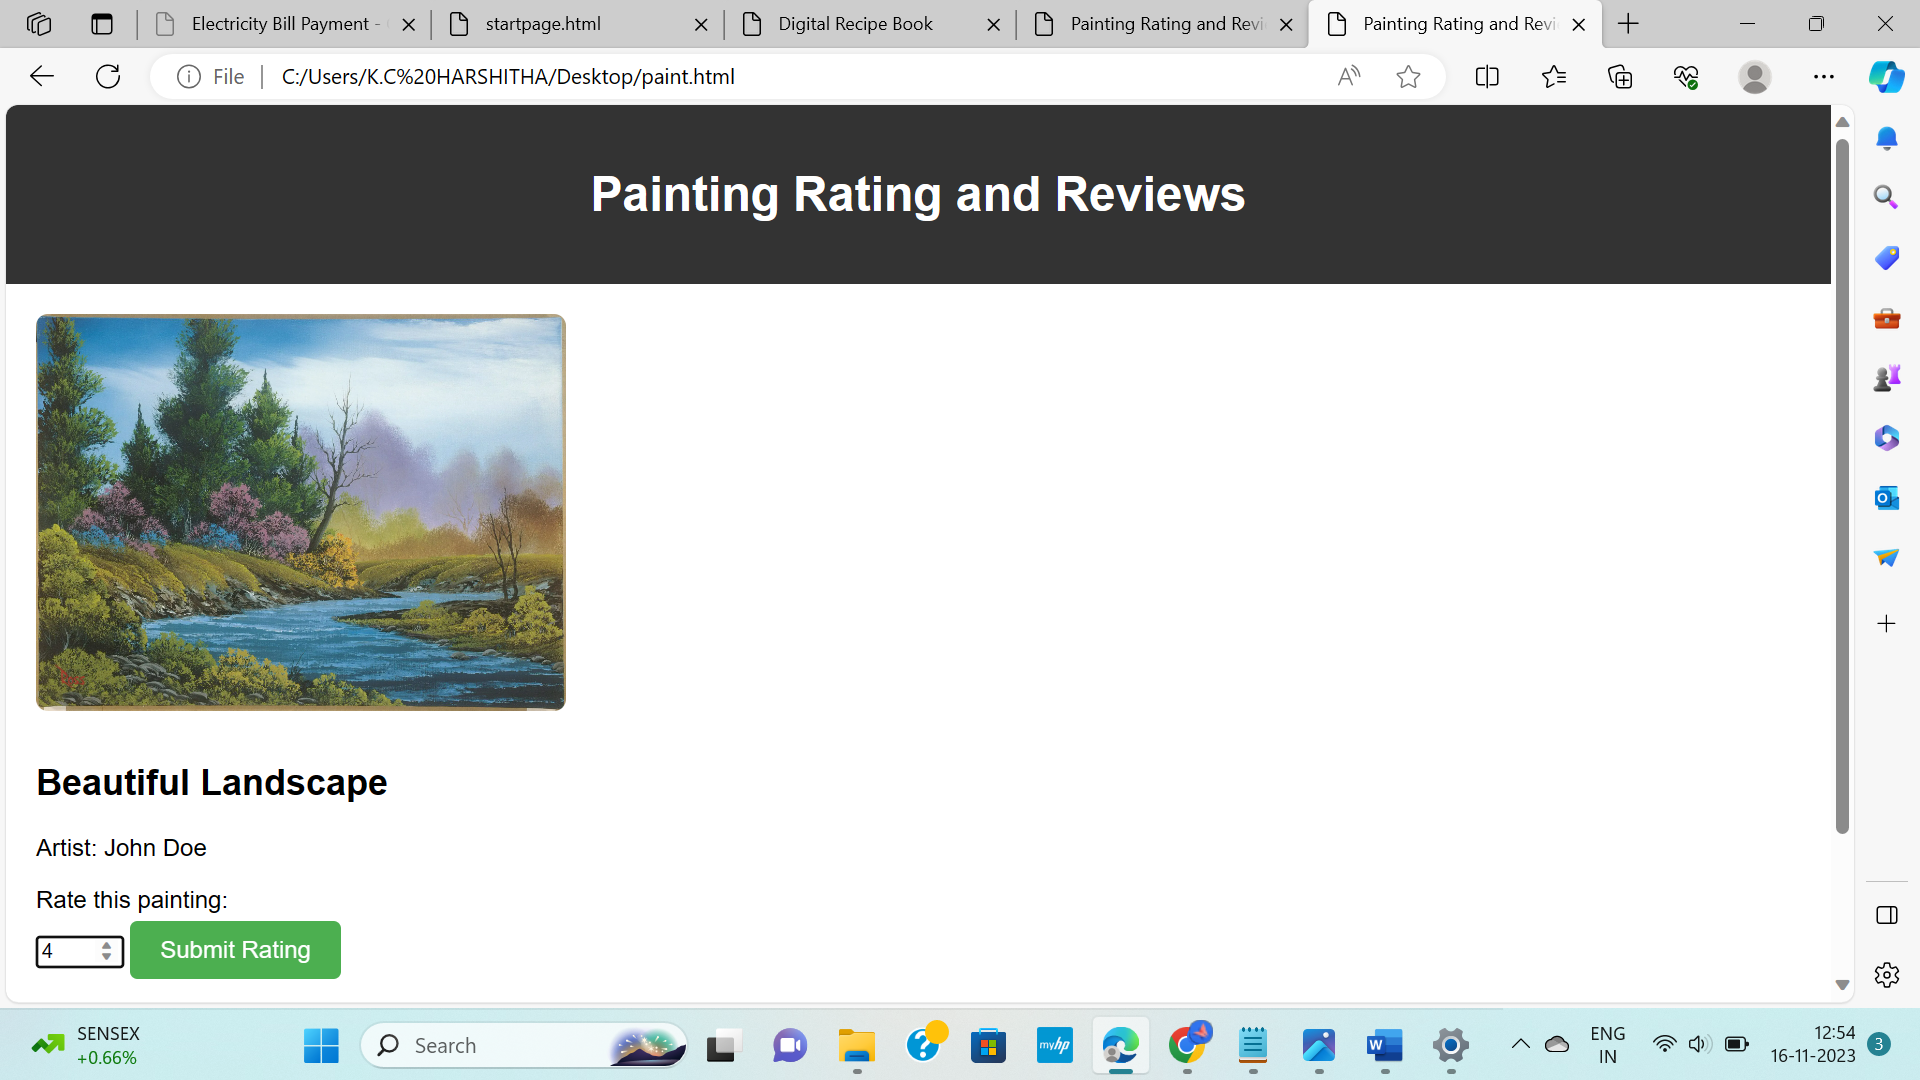 Electricity Bill Payment -
startpage.html
Digital Recipe Book
Painting Rating and Revi
Painting Rating and Revi
File
C:/Users/K.C%20HARSHITHA/Desktop/paint.html
Painting Rating and Reviews
Beautiful Landscape
Artist: John Doe
Rate this painting:
4
Submit Rating
SENSEX
+0.66%
Search
myhp
ENG
IN
12:54
16-11-2023
3